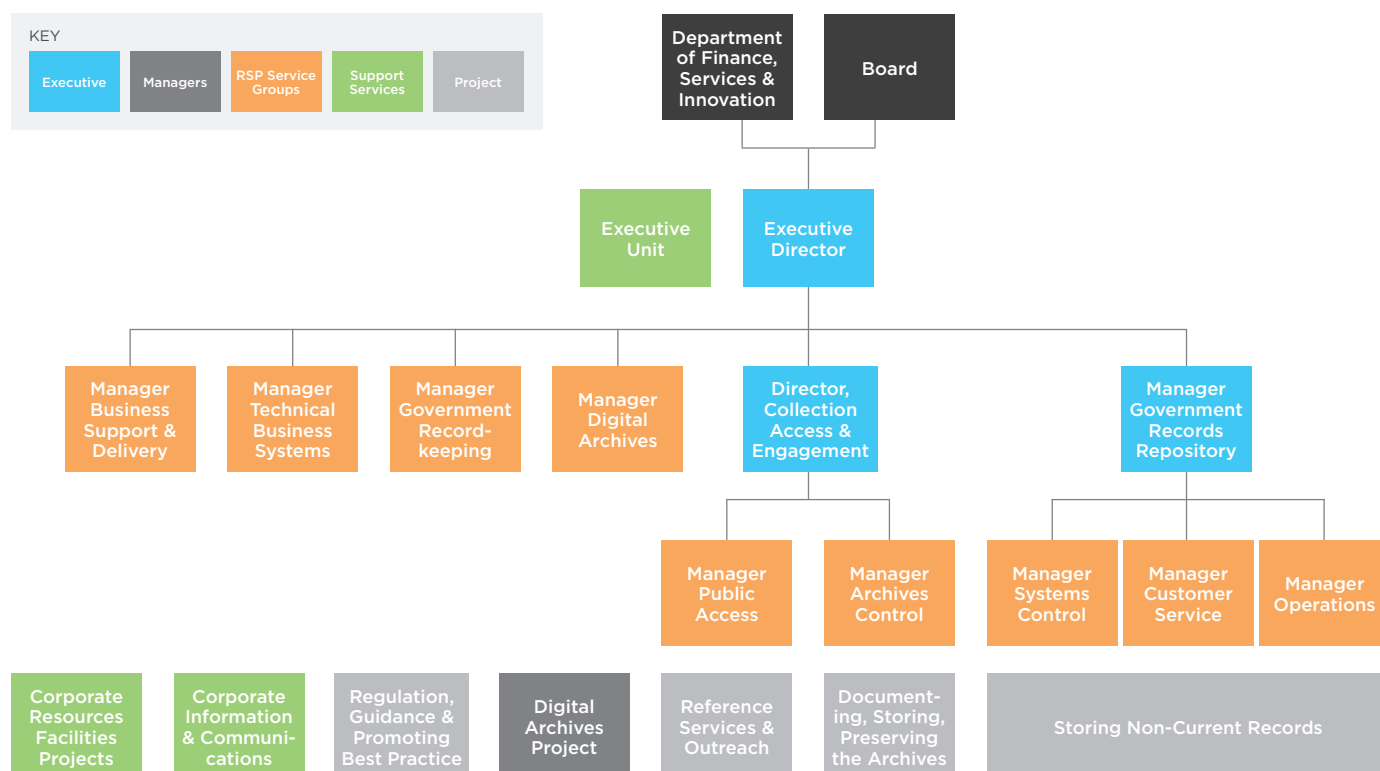 KEY
Executive
Managers
RSP Service
Groups
Support
Services
Project
Department
of Finance,
Services &
Innovation
Board
Executive
Unit
Executive
Director
Manager
Business
Support &
Delivery
Manager
Technical
Business
Systems
Manager
Government
Record-
keeping
Manager
Digital
Archives
Director,
Collection
Access &
Engagement
Manager
Government
Records
Repository
Manager
Public
Access
Manager
Archives
Control
Manager
Systems
Control
Manager
Customer
Service
Manager
Operations
Corporate
Resources
Facilities
Projects
Corporate
Information
& Communi-
cations
Regulation,
Guidance &
Promoting
Best Practice
Digital
Archives
Project
Reference
Services &
Outreach
Document-
ing, Storing,
Preserving
the Archives
Storing Non-Current Records